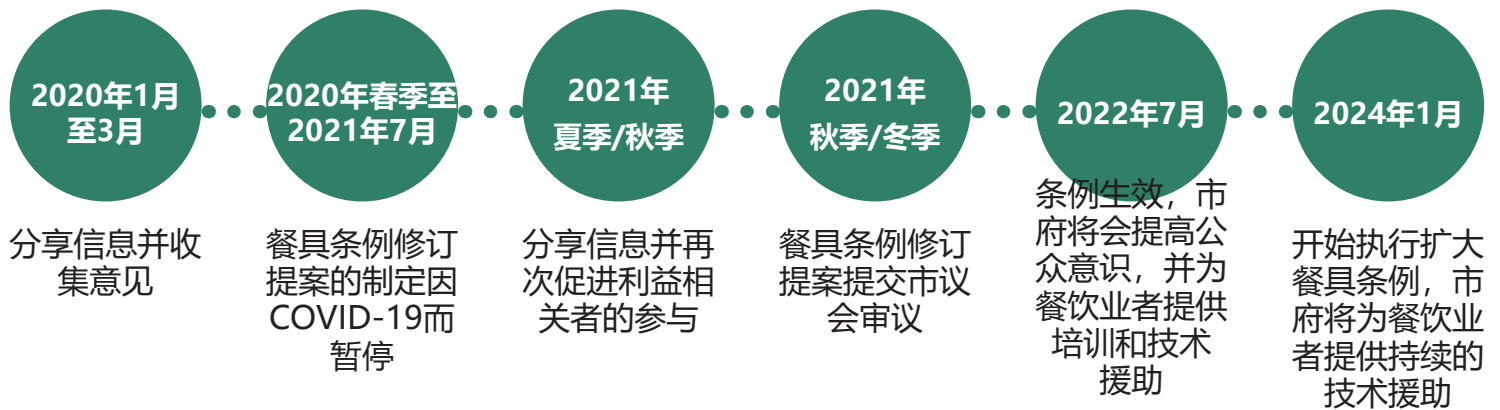 2020年1月
至3月
分享信息并收
集意见
2020年春季至
2021年7月
餐具条例修订
提案的制定因
COVID-19而
暂停
2021年
夏季/秋季
分享信息并再
次促进利益相
关者的参与
2021年
秋季/冬季
餐具条例修订
提案提交市议
会审议
2022年7月
条例生效，市
府将会提高公
众意识，并为
餐饮业者提供
培训和技术
援助
2024年1月
开始执行扩大
餐具条例，市
府将为餐饮业
者提供持续的
技术援助